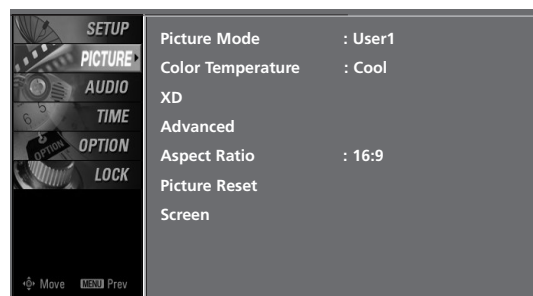 SETUP
PICTURE
AUDIO
TIME
OPTION
LOCK
Move MENU Prev
Picture Mode : User1
Color Temperature : Cool
XD
Advanced
Aspect Ratio : 16:9
Picture Reset
Screen